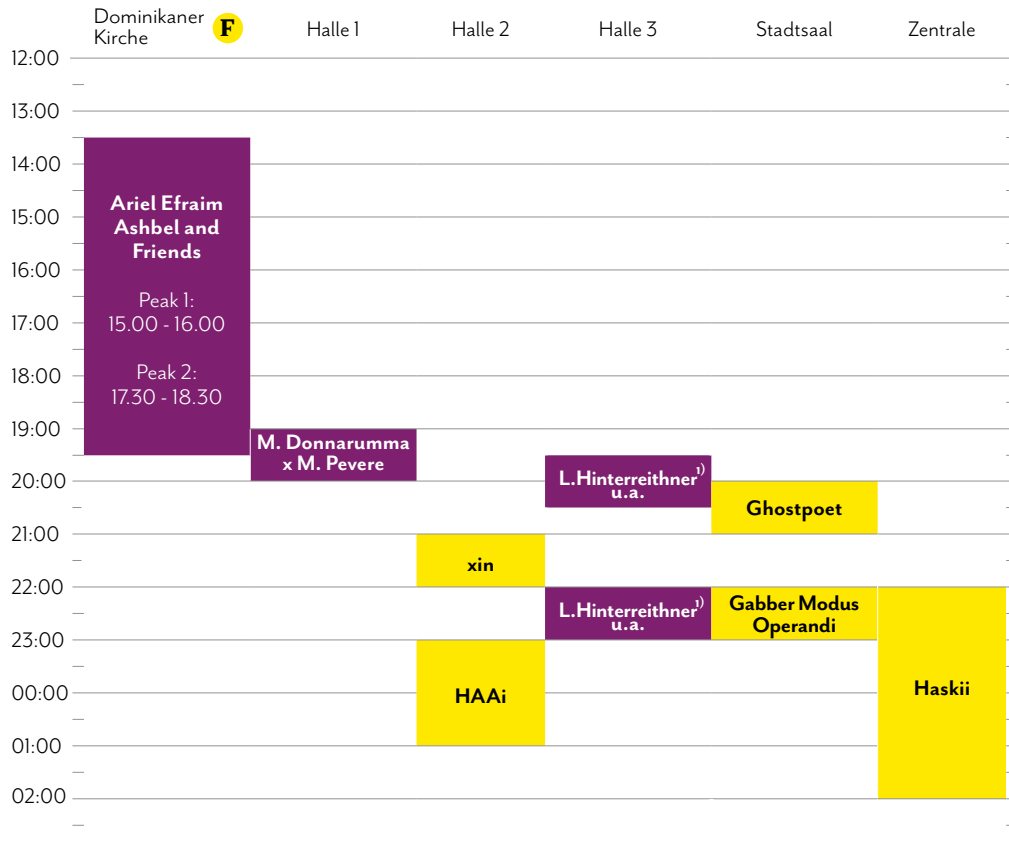 Dominikaner
Kirche F
Halle 1
Halle 2
Halle 3
Stadtsaal
Zentrale
12:00
13:00
14:00
15:00
16:00
17:00
18:00
19:00
20:00
21:00
22:00
23:00
00:00
01:00
02:00
Ariel Efraim
Ashbel and
Friends
Peak 1:
15.00 - 16.00
Peak 2:
17.30 - 18.30
M. Donnarumma
x M. Pevere
L.Hinterreithner¹⁾
u.a.
Ghostpoet
xin
L.Hinterreithner¹⁾
u.a.
Gabber Modus
Operandi
HAAi
Haskii